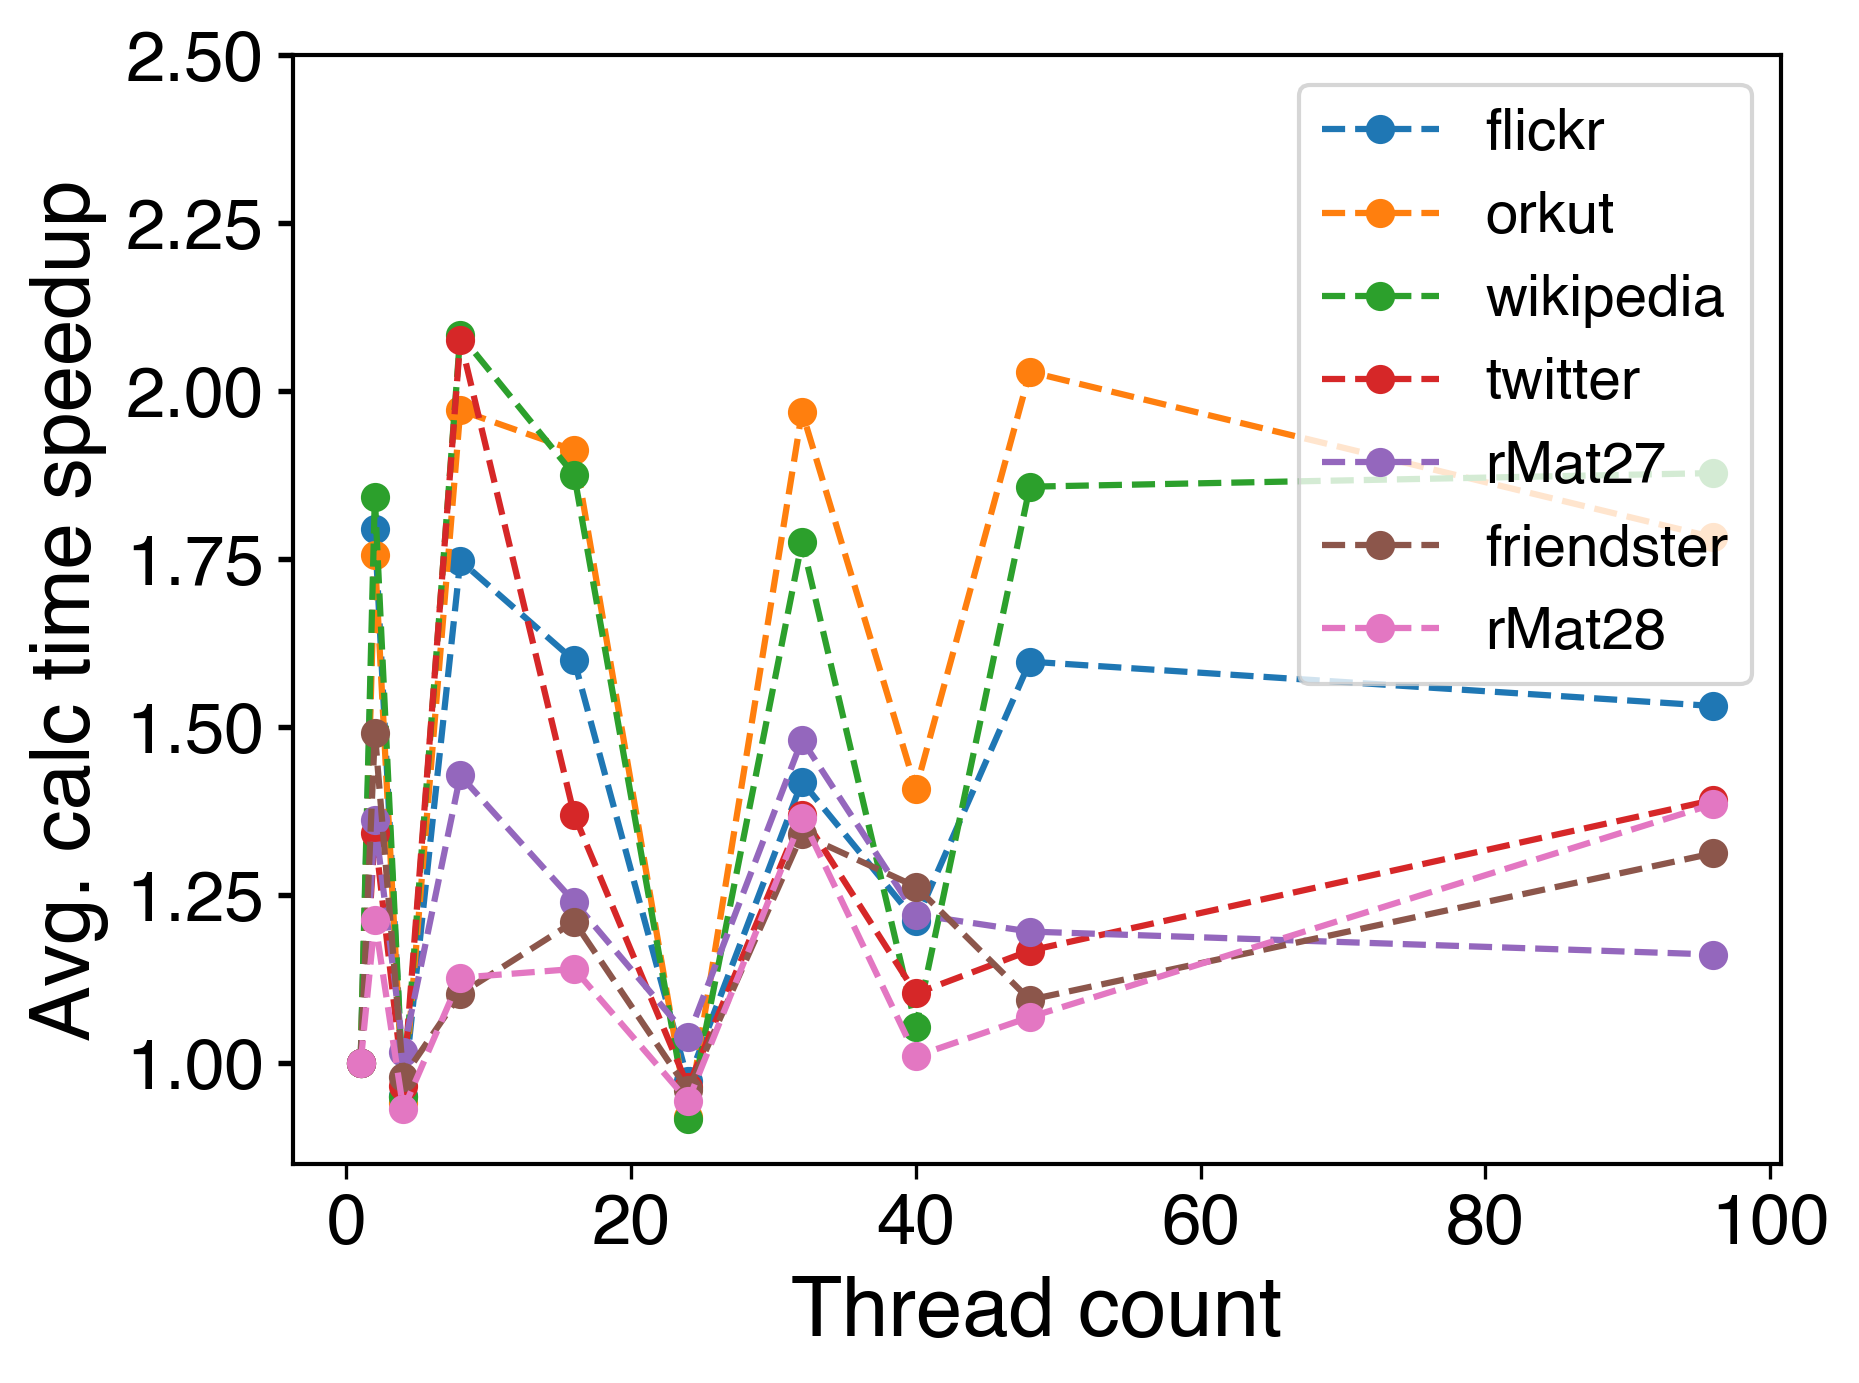 2.50
2.25
2.00
1.75
1.50
1.25
1.00
Avg. calc time speedup
flickr
orkut
wikipedia
twitter
rMat27
friendster
rMat28
0 20 40 60 80 100
Thread count